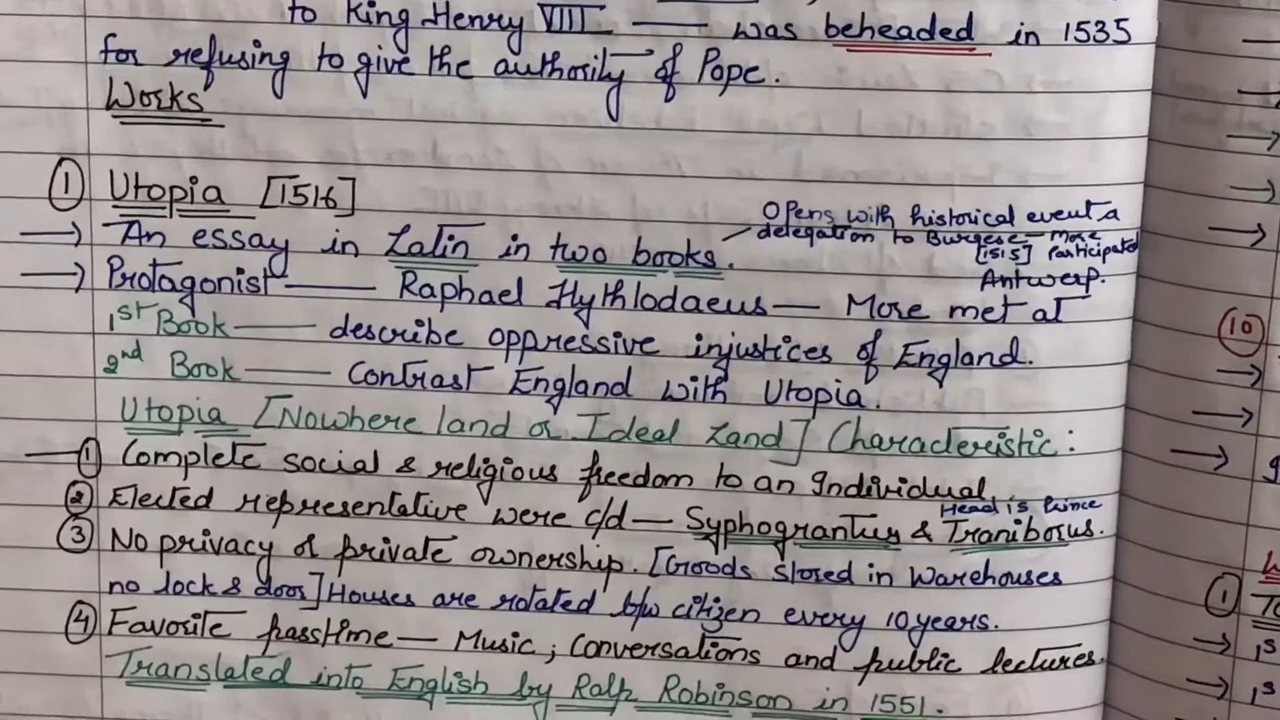 to King Henry VIII — was beheaded in 1535
for refusing to give the authority of Pope.
Works
① Utopia [1516]
Opens with historical event a
delegation to Burgese — More
[1515] Participated
Antwerp.
→ An essay in Latin in two books.
→ Protagonist — Raphael Hythlodaeus — More met at
1st Book — describe oppressive injustices of England.
2nd Book — Contrast England with Utopia.
Utopia [Nowhere land or Ideal Land] Characteristic:
① Complete social & religious freedom to an Individual.
Head is Prince
② Elected representative were c/d — Syphograntus & Traniborus.
③ No privacy or private ownership. [Goods stored in Warehouses
no lock & door] Houses are rotated b/w citizen every 10 years.
④ Favorite passtime — Music, Conversations and public lectures.
Translated into English by Ralp Robinson in 1551.
→
→
→
→
→
⑩
→
→
→
①
→ 1s
→ 1s